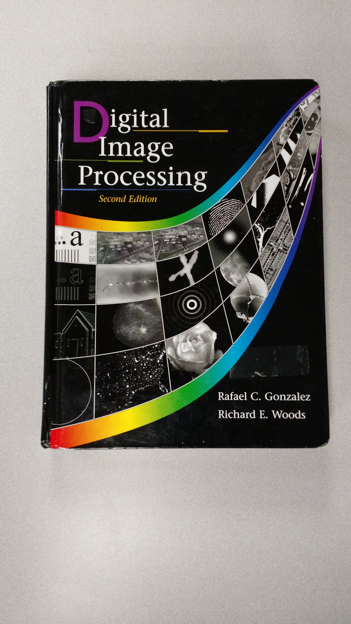 Digital
Image
Processing
Second Edition
a
a
Rafael C. Gonzalez
Richard E. Woods